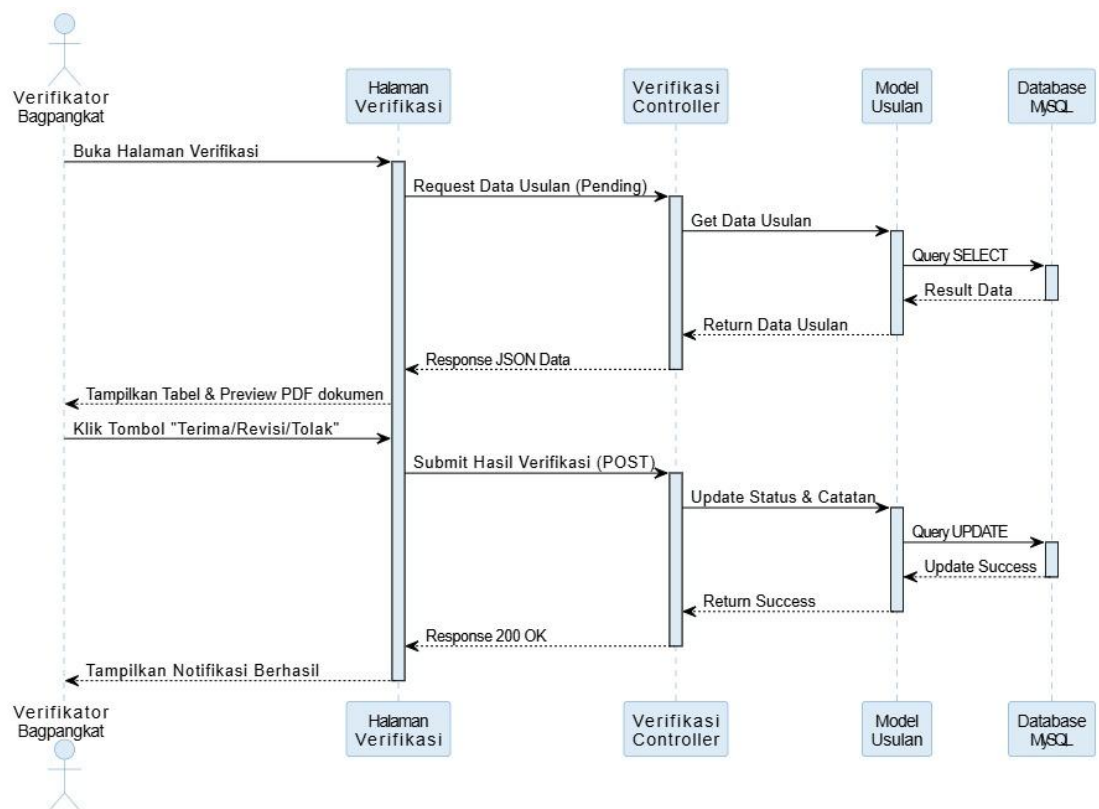 Verifikator
Bagpangkat
Halaman
Verifikasi
Verifikasi
Controller
Model
Usulan
Database
MySQL
Buka Halaman Verifikasi
Request Data Usulan (Pending)
Get Data Usulan
Query SELECT
Result Data
Return Data Usulan
Response JSON Data
Tampilkan Tabel & Preview PDF dokumen
Klik Tombol "Terima/Revisi/Tolak"
Submit Hasil Verifikasi (POST)
Update Status & Catatan
Query UPDATE
Update Success
Return Success
Response 200 OK
Tampilkan Notifikasi Berhasil
Verifikator
Bagpangkat
Halaman
Verifikasi
Verifikasi
Controller
Model
Usulan
Database
MySQL